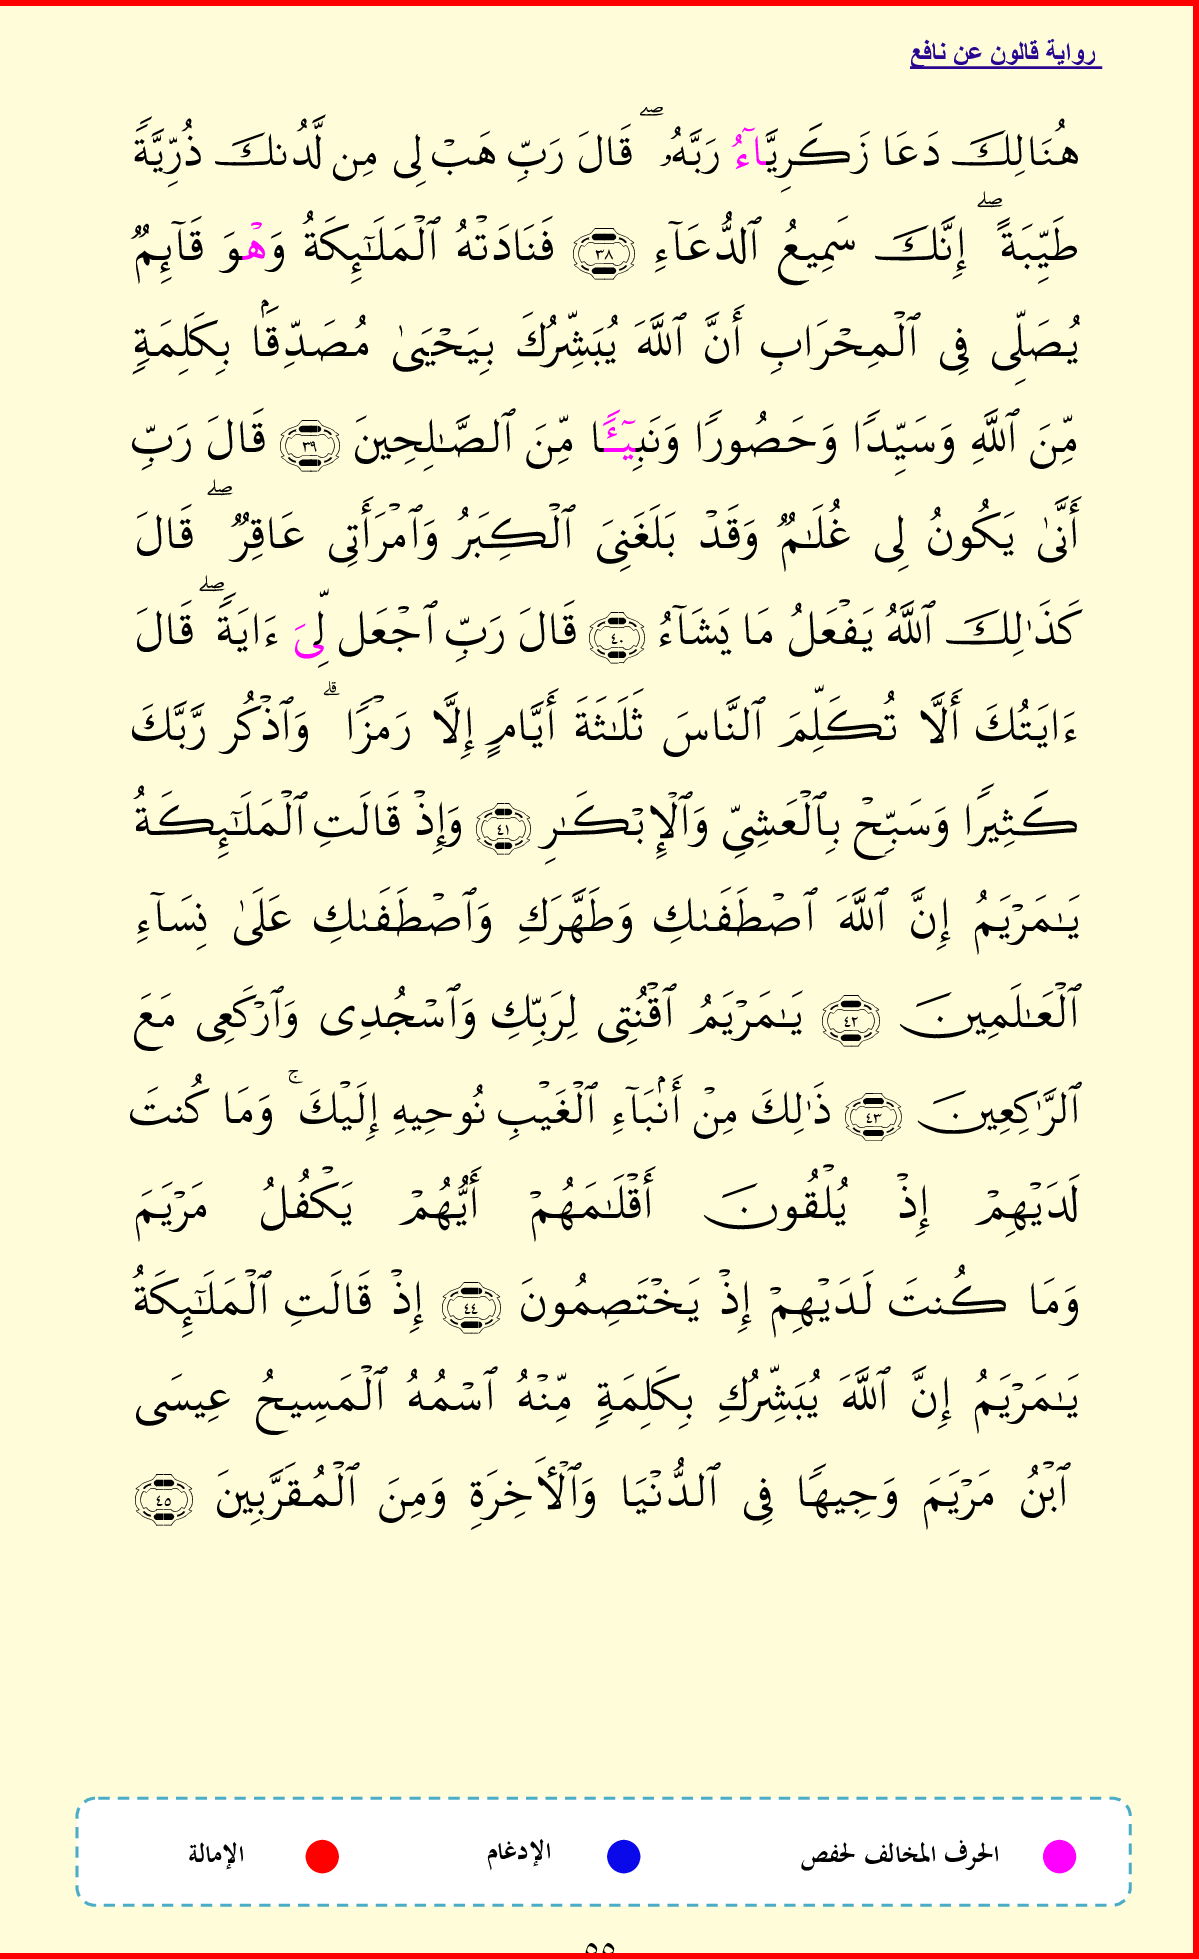 رواية قالون عن نافع
هُنَالِكَ دَعَا زَكَرِيَّآءُ رَبَّهُۥ ۖ قَالَ رَبِّ هَبْ لِى مِن لَّدُنكَ ذُرِّيَّةً
طَيِّبَةً ۖ إِنَّكَ سَمِيعُ ٱلدُّعَآءِ ٣٨ فَنَادَتْهُ ٱلْمَلَـٰٓئِكَةُ وَهْوَ قَآئِمٌ
يُصَلِّى فِى ٱلْمِحْرَابِ أَنَّ ٱللَّهَ يُبَشِّرُكَ بِيَحْيَىٰ مُصَدِّقَۢا بِكَلِمَةٍ
مِّنَ ٱللَّهِ وَسَيِّدًا وَحَصُورًا وَنَبِيٓـًٔا مِّنَ ٱلصَّـٰلِحِينَ ٣٩ قَالَ رَبِّ
أَنَّىٰ يَكُونُ لِى غُلَـٰمٌ وَقَدْ بَلَغَنِىَ ٱلْكِبَرُ وَٱمْرَأَتِى عَاقِرٌ ۖ قَالَ
كَذَٰلِكَ ٱللَّهُ يَفْعَلُ مَا يَشَآءُ ٤٠ قَالَ رَبِّ ٱجْعَل لِّىَ ءَايَةً ۖ قَالَ
ءَايَتُكَ أَلَّا تُكَلِّمَ ٱلنَّاسَ ثَلَـٰثَةَ أَيَّامٍ إِلَّا رَمْزًا ۗ وَٱذْكُر رَّبَّكَ
كَثِيرًا وَسَبِّحْ بِٱلْعَشِىِّ وَٱلْإِبْكَـٰرِ ٤١ وَإِذْ قَالَتِ ٱلْمَلَـٰٓئِكَةُ
يَـٰمَرْيَمُ إِنَّ ٱللَّهَ ٱصْطَفَىٰكِ وَطَهَّرَكِ وَٱصْطَفَىٰكِ عَلَىٰ نِسَآءِ
ٱلْعَـٰلَمِينَ ٤٢ يَـٰمَرْيَمُ ٱقْنُتِى لِرَبِّكِ وَٱسْجُدِى وَٱرْكَعِى مَعَ
ٱلرَّٰكِعِينَ ٤٣ ذَٰلِكَ مِنْ أَنۢبَآءِ ٱلْغَيْبِ نُوحِيهِ إِلَيْكَ ۚ وَمَا كُنتَ
لَدَيْهِمْ إِذْ يُلْقُونَ أَقْلَـٰمَهُمْ أَيُّهُمْ يَكْفُلُ مَرْيَمَ
وَمَا كُنتَ لَدَيْهِمْ إِذْ يَخْتَصِمُونَ ٤٤ إِذْ قَالَتِ ٱلْمَلَـٰٓئِكَةُ
يَـٰمَرْيَمُ إِنَّ ٱللَّهَ يُبَشِّرُكِ بِكَلِمَةٍ مِّنْهُ ٱسْمُهُ ٱلْمَسِيحُ عِيسَى
ٱبْنُ مَرْيَمَ وَجِيهًا فِى ٱلدُّنْيَا وَٱلْأَخِرَةِ وَمِنَ ٱلْمُقَرَّبِينَ ٤٥
الحرف المخالف لحفص الإدغام الإمالة
٥٥